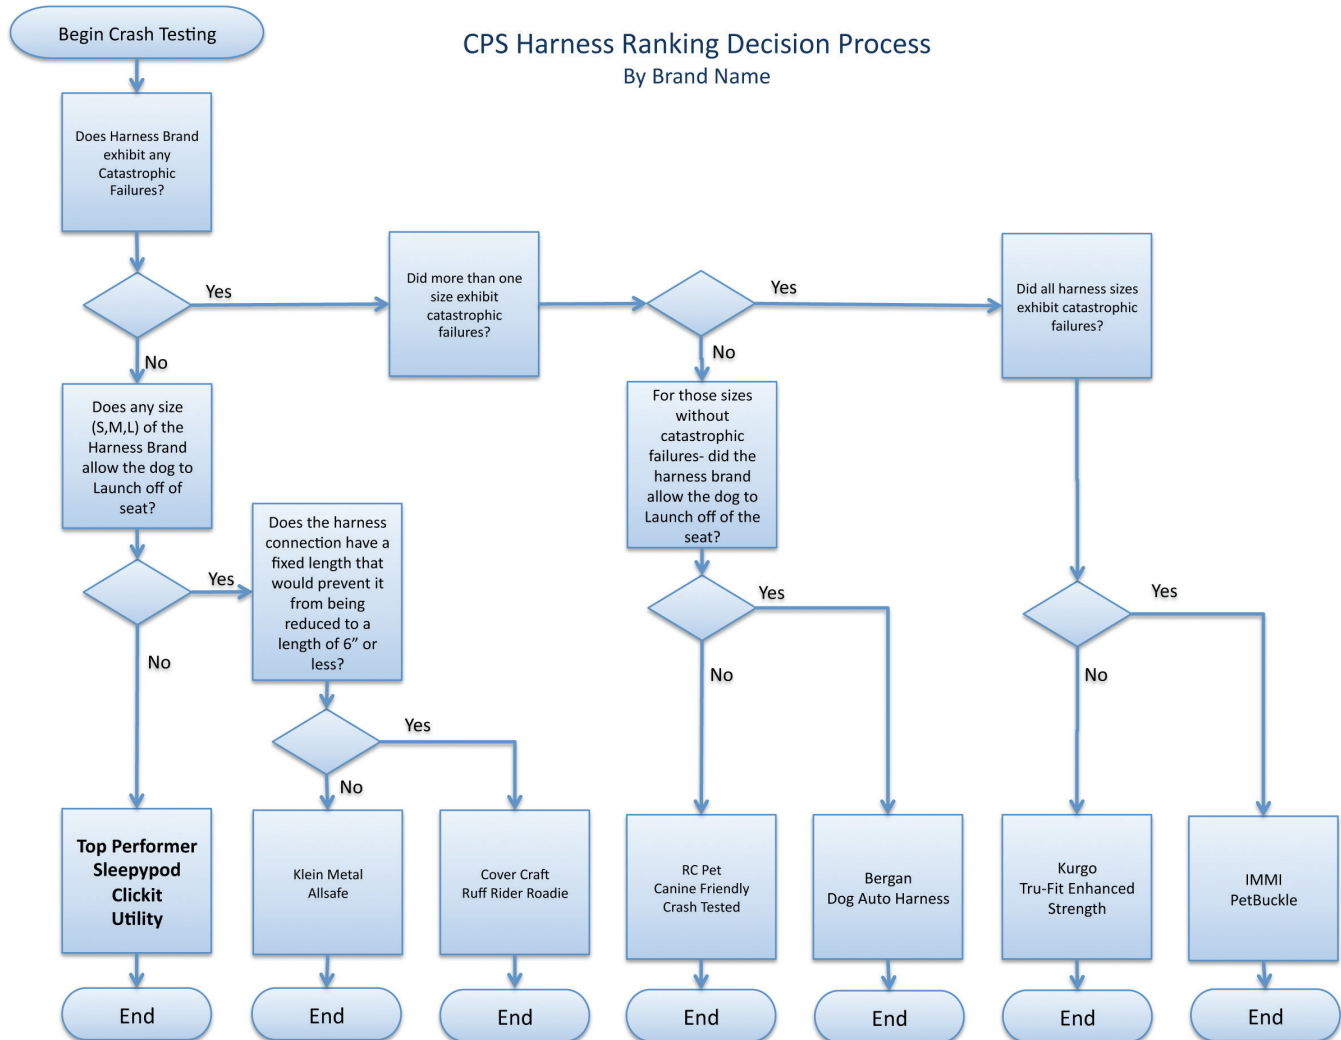 Begin Crash Testing
CPS Harness Ranking Decision Process
By Brand Name
Does Harness Brand
exhibit any
Catastrophic
Failures?
Yes
Did more than one
size exhibit
catastrophic
failures?
Yes
Did all harness sizes
exhibit catastrophic
failures?
No
No
Does any size
(S,M,L) of the
Harness Brand
allow the dog to
Launch off of
seat?
For those sizes
without
catastrophic
failures- did the
harness brand
allow the dog to
Launch off of the
seat?
Yes
Does the harness
connection have a
fixed length that
would prevent it
from being
reduced to a
length of 6” or
less?
Yes
Yes
No
No
No
Yes
No
Top Performer
Sleepypod
Clickit
Utility
Klein Metal
Allsafe
Cover Craft
Ruff Rider Roadie
RC Pet
Canine Friendly
Crash Tested
Bergan
Dog Auto Harness
Kurgo
Tru-Fit Enhanced
Strength
IMMI
PetBuckle
End
End
End
End
End
End
End